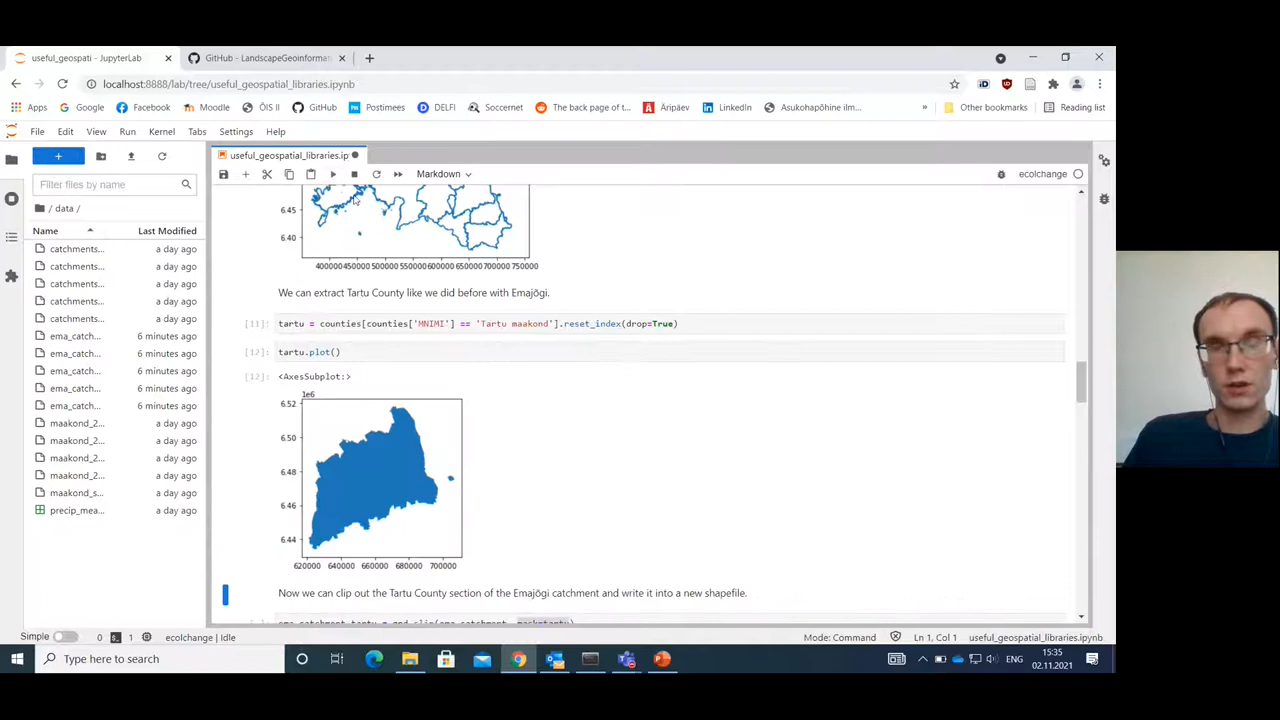 useful_geospati - JupyterLab
GitHub - LandscapeGeoinformat
localhost:8888/lab/tree/useful_geospatial_libraries.ipynb
Apps Google Facebook Moodle ÕIS II GitHub Postimees DELFI Soccernet The back page of t... Äripäev LinkedIn Asukohapõhine ilm... » Other bookmarks Reading list
File Edit View Run Kernel Tabs Settings Help
useful_geospatial_libraries.ip
Markdown
ecolchange
Filter files by name
/ data /
Name Last Modified
catchments... a day ago
catchments... a day ago
catchments... a day ago
catchments... a day ago
catchments... a day ago
ema_catch... 6 minutes ago
ema_catch... 6 minutes ago
ema_catch... 6 minutes ago
ema_catch... 6 minutes ago
ema_catch... 6 minutes ago
maakond_2... a day ago
maakond_2... a day ago
maakond_2... a day ago
maakond_2... a day ago
maakond_s... a day ago
precip_mea... a day ago
6.45
6.40
400000 450000 500000 550000 600000 650000 700000 750000
We can extract Tartu County like we did before with Emajõgi.
[11]: tartu = counties[counties['MNIMI'] == 'Tartu maakond'].reset_index(drop=True)
[12]: tartu.plot()
[12]: <AxesSubplot:>
1e6
6.52
6.50
6.48
6.46
6.44
620000 640000 660000 680000 700000
Now we can clip out the Tartu County section of the Emajõgi catchment and write it into a new shapefile.
Simple 0 1 ecolchange | Idle Mode: Command Ln 1, Col 1 useful_geospatial_libraries.ipynb
Type here to search
ENG
15:35
02.11.2021